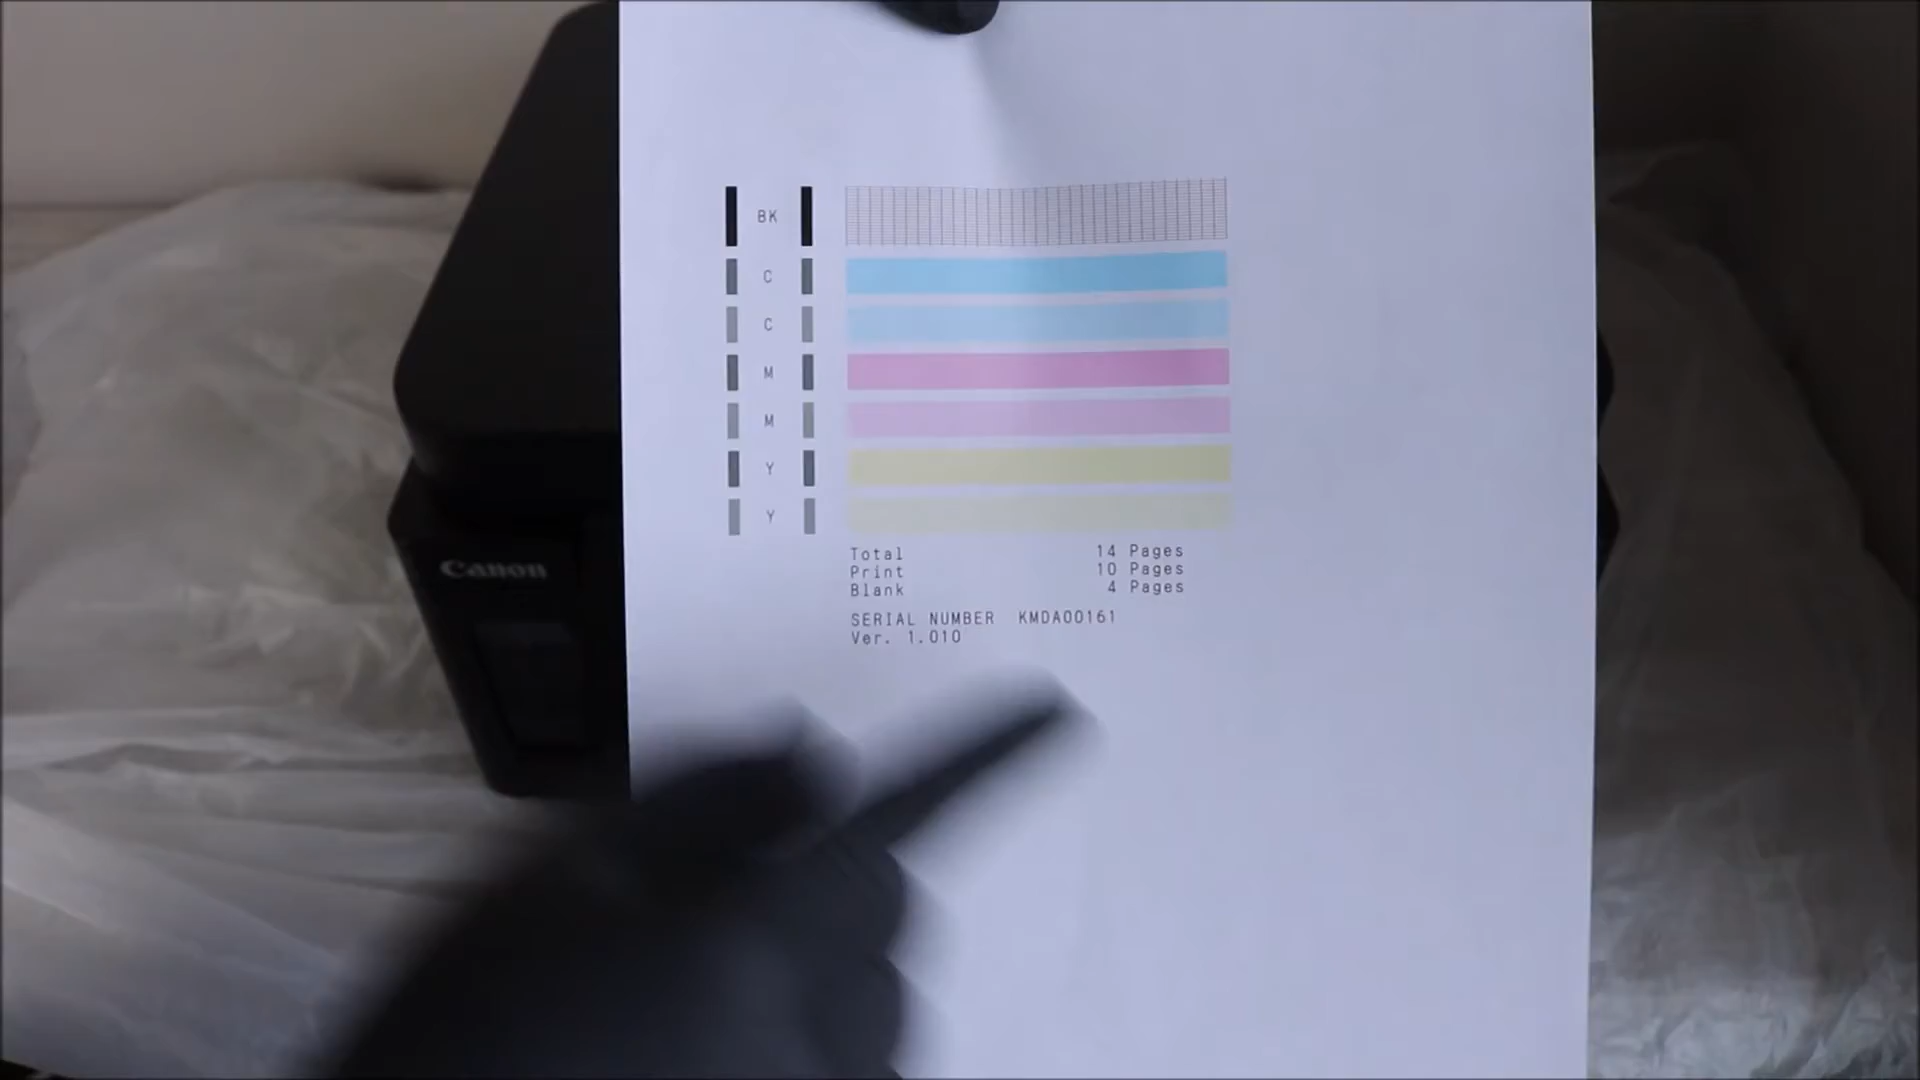 BK
C
C
M
M
Y
Y
Total 14 Pages
Print 10 Pages
Blank 4 Pages
SERIAL NUMBER KMDA00161
Ver. 1.010
Canon